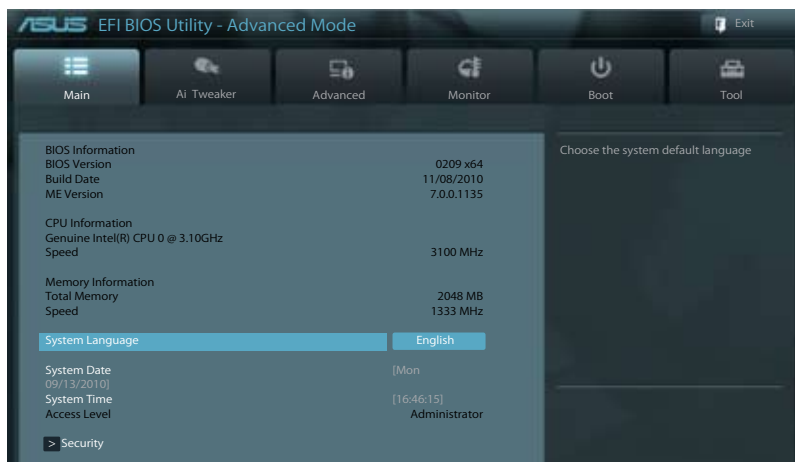 ASUS EFI BIOS Utility - Advanced Mode
Exit
Main
Ai Tweaker
Advanced
Monitor
Boot
Tool
BIOS Information
BIOS Version 0209 x64
Build Date 11/08/2010
ME Version 7.0.0.1135
CPU Information
Genuine Intel(R) CPU 0 @ 3.10GHz
Speed 3100 MHz
Memory Information
Total Memory 2048 MB
Speed 1333 MHz
System Language English
System Date [Mon
09/13/2010]
System Time [16:46:15]
Access Level Administrator
> Security
Choose the system default language